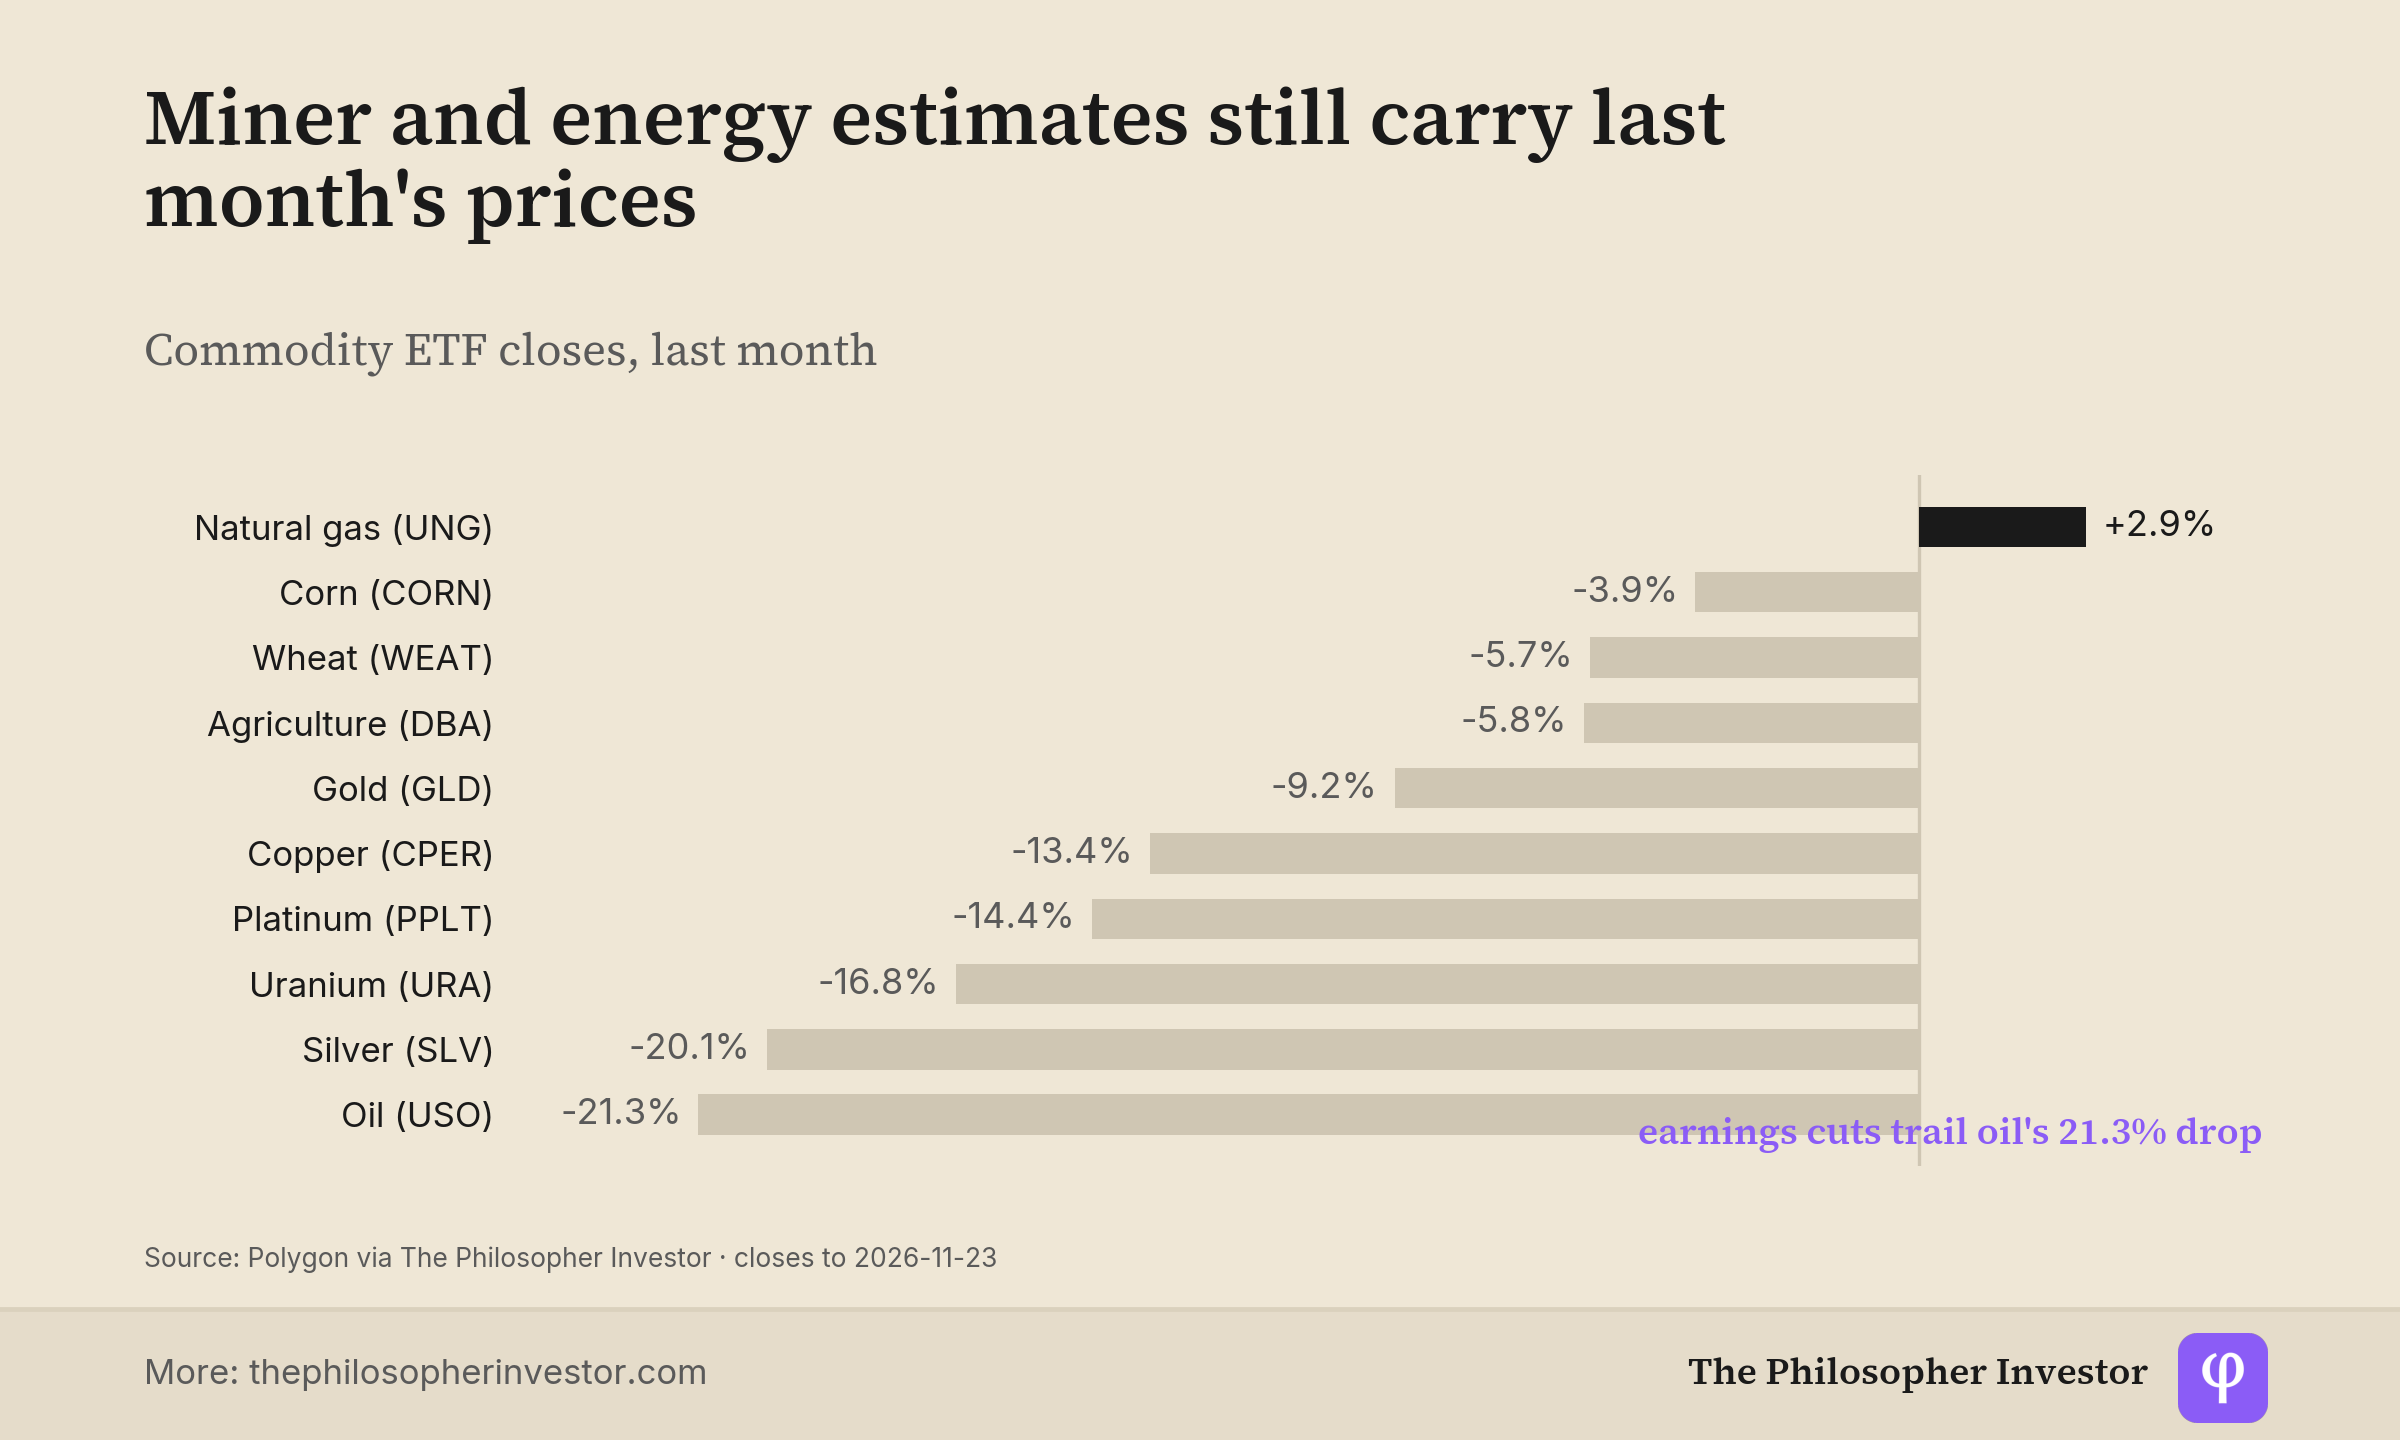 Miner and energy estimates still carry last
month's prices
Commodity ETF closes, last month
Natural gas (UNG) +2.9%
Corn (CORN) -3.9%
Wheat (WEAT) -5.7%
Agriculture (DBA) -5.8%
Gold (GLD) -9.2%
Copper (CPER) -13.4%
Platinum (PPLT) -14.4%
Uranium (URA) -16.8%
Silver (SLV) -20.1%
Oil (USO) -21.3%
earnings cuts trail oil's 21.3% drop
Source: Polygon via The Philosopher Investor · closes to 2026-11-23
More: thephilosopherinvestor.com
The Philosopher Investor φ